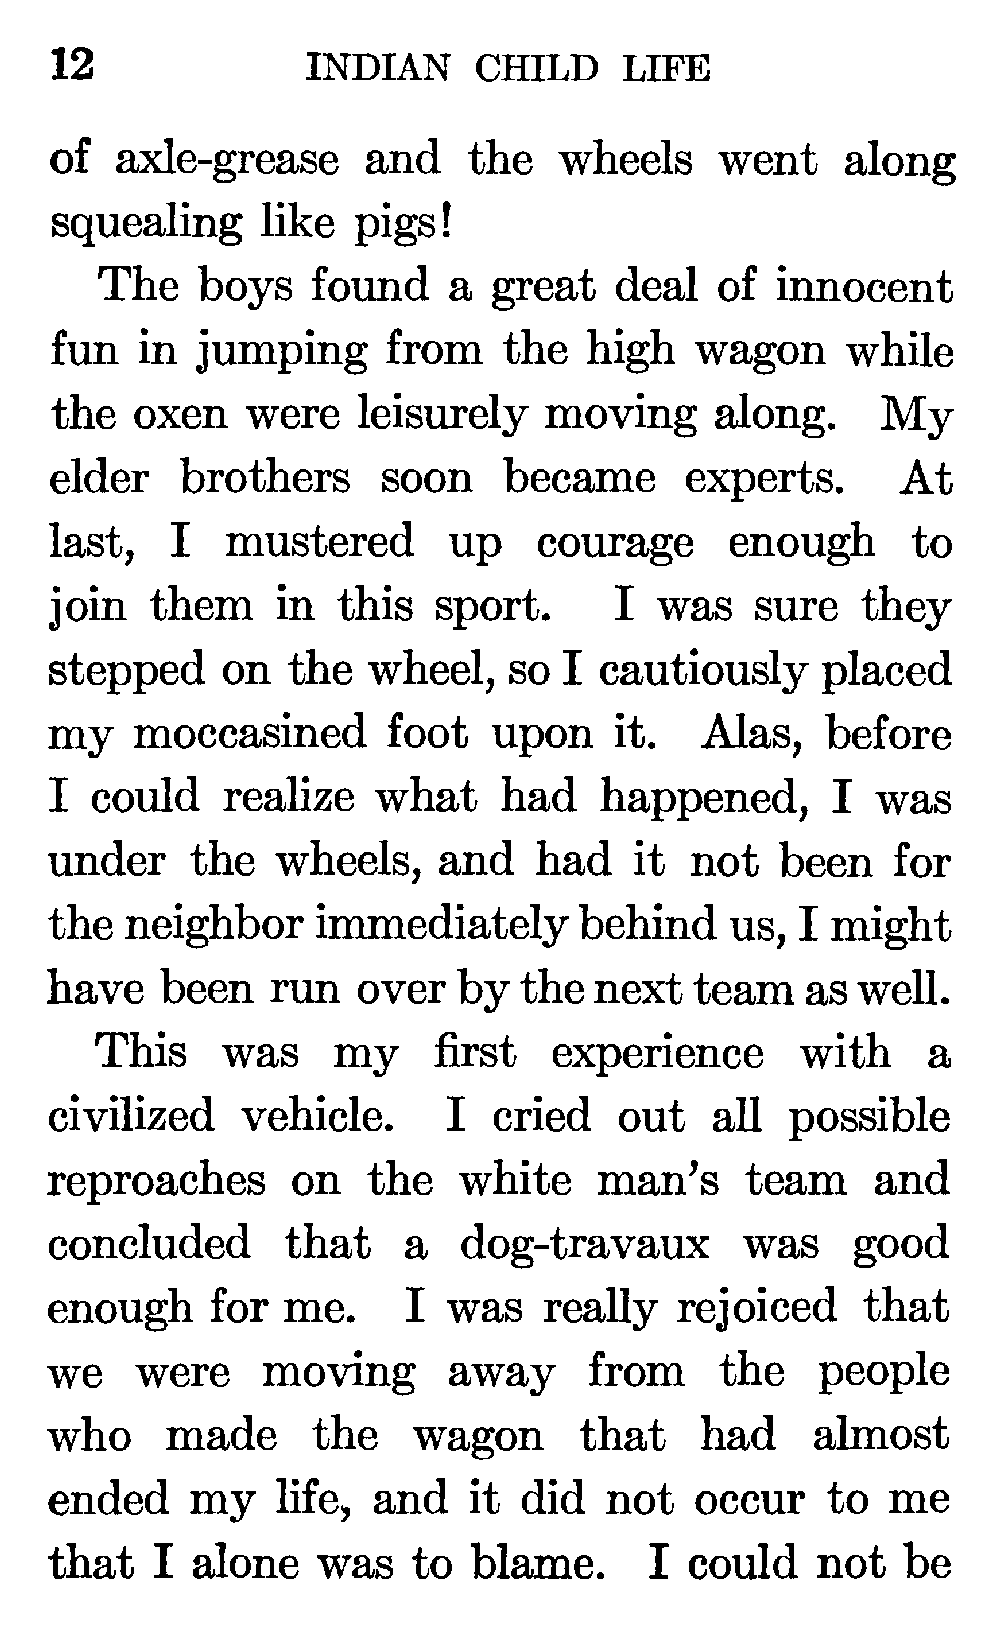 12 INDIAN CHILD LIFE
of axle-grease and the wheels went along
squealing like pigs!
The boys found a great deal of innocent
fun in jumping from the high wagon while
the oxen were leisurely moving along. My
elder brothers soon became experts. At
last, I mustered up courage enough to
join them in this sport. I was sure they
stepped on the wheel, so I cautiously placed
my moccasined foot upon it. Alas, before
I could realize what had happened, I was
under the wheels, and had it not been for
the neighbor immediately behind us, I might
have been run over by the next team as well.
This was my first experience with a
civilized vehicle. I cried out all possible
reproaches on the white man's team and
concluded that a dog-travaux was good
enough for me. I was really rejoiced that
we were moving away from the people
who made the wagon that had almost
ended my life, and it did not occur to me
that I alone was to blame. I could not be